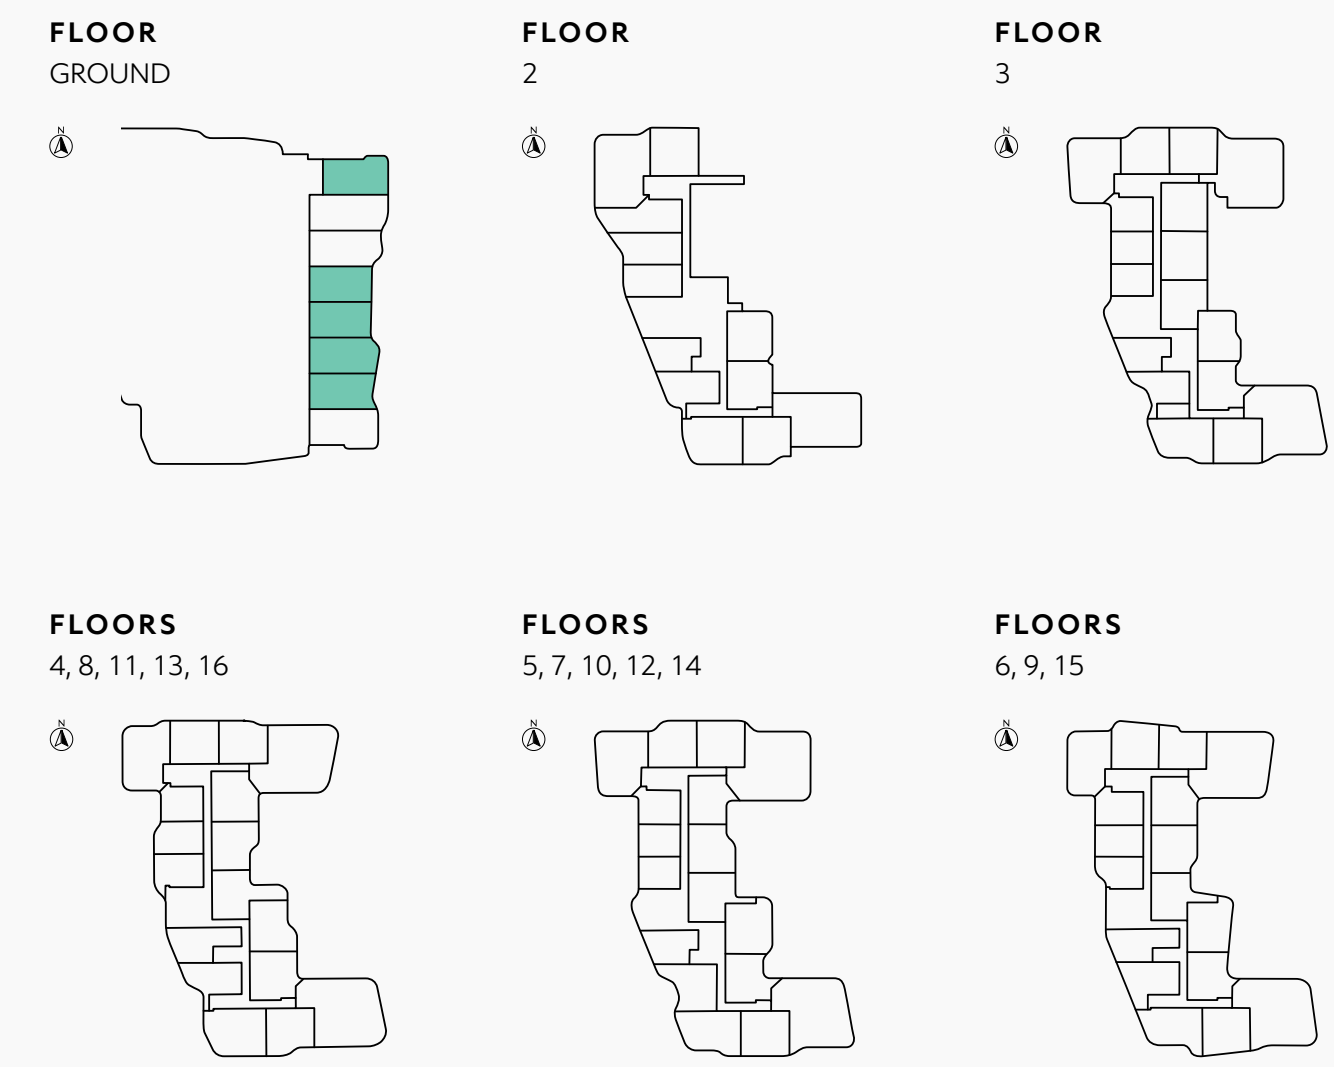 FLOOR
GROUND
N
FLOOR
2
N
FLOOR
3
N
FLOORS
4, 8, 11, 13, 16
N
FLOORS
5, 7, 10, 12, 14
N
FLOORS
6, 9, 15
N